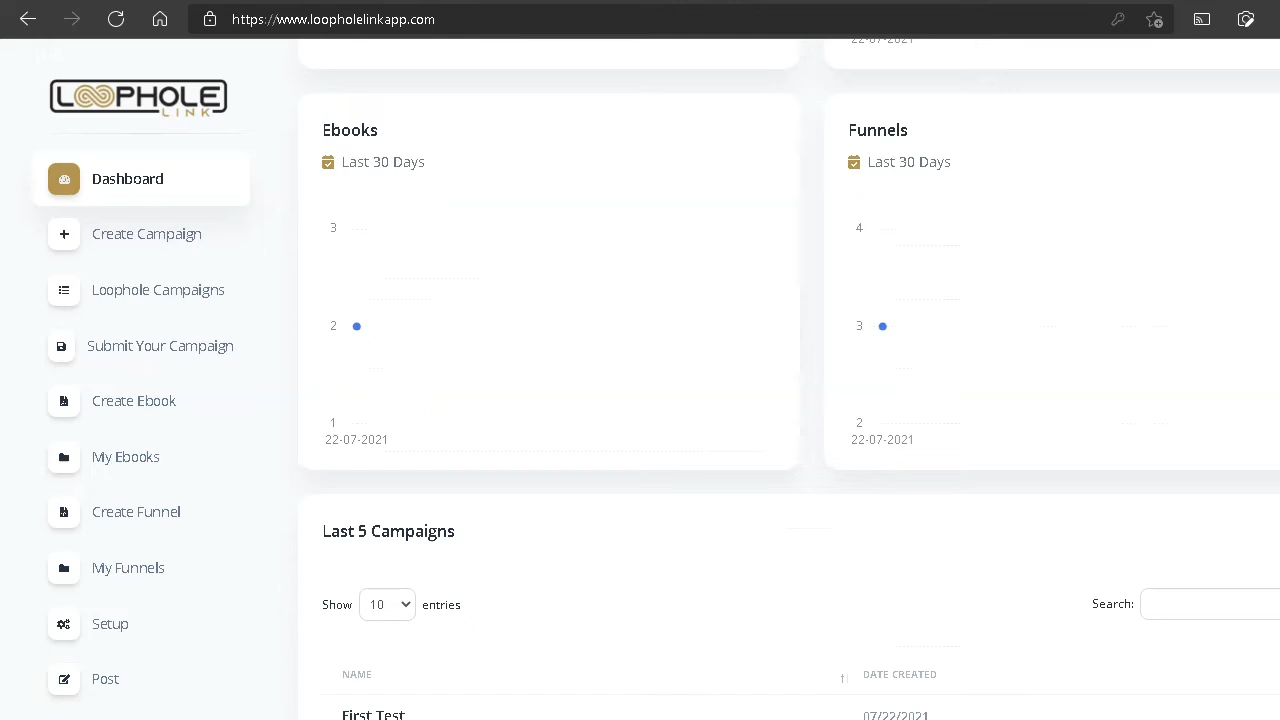 https://www.loopholelinkapp.com
22-07-2021
LOOPHOLE
LINK
Dashboard
Create Campaign
Loophole Campaigns
Submit Your Campaign
Create Ebook
My Ebooks
Create Funnel
My Funnels
Setup
Post
Ebooks
Last 30 Days
3
2
1
22-07-2021
Funnels
Last 30 Days
4
3
2
22-07-2021
Last 5 Campaigns
Show 10 entries
Search:
NAME
DATE CREATED
First Test
07/22/2021